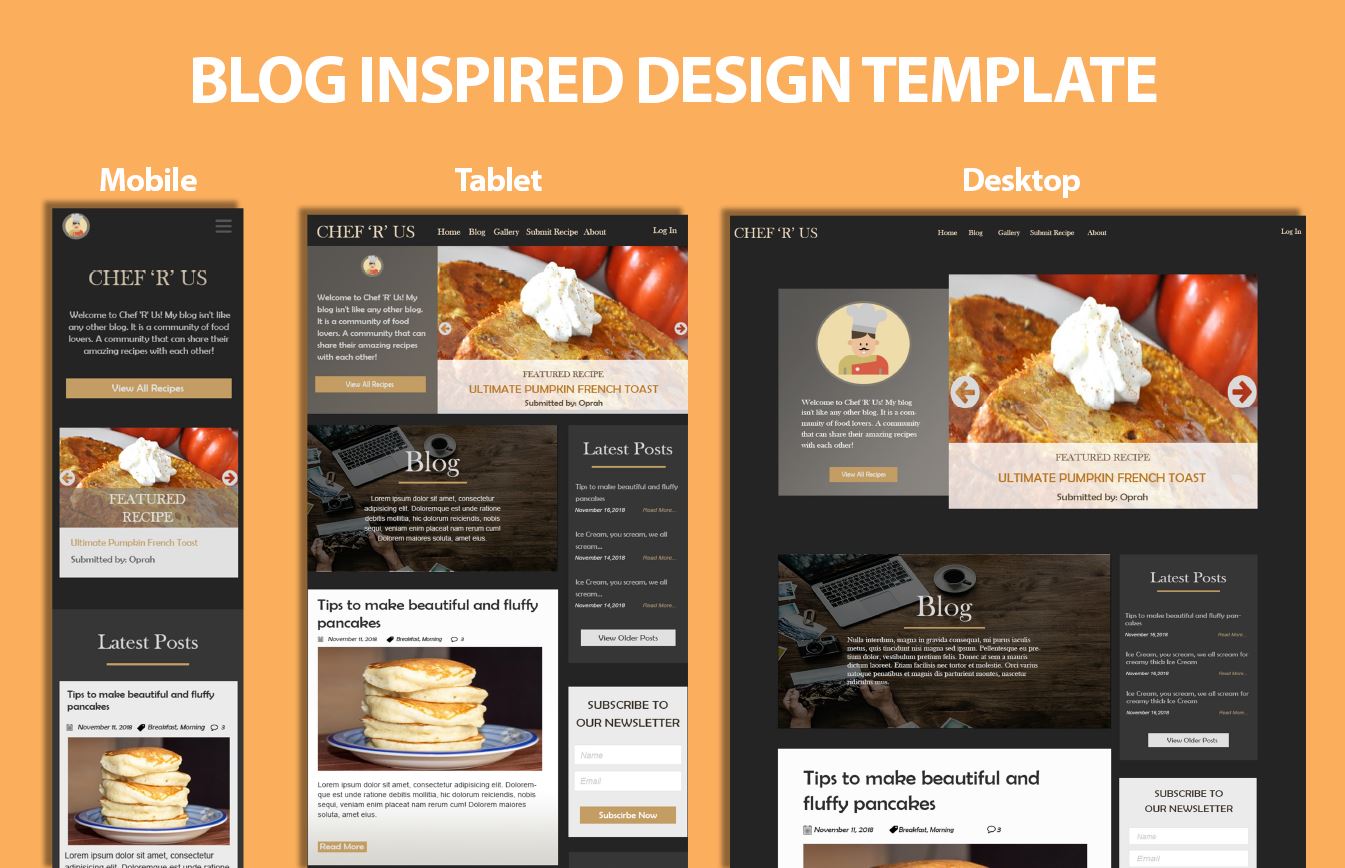 BLOG INSPIRED DESIGN TEMPLATE
Mobile
CHEF ‘R’ US
Welcome to Chef 'R' Us! My blog isn't like
any other blog. It is a community of food
lovers. A community that can share their
amazing recipes with each other!
View All Recipes
FEATURED
RECIPE
Ultimate Pumpkin French Toast
Submitted by: Oprah
Latest Posts
Tips to make beautiful and fluffy
pancakes
November 11, 2018 Breakfast, Morning 3
Lorem ipsum dolor sit amet, consectetur
adipisicing elit. Doloremque est unde
Tablet
CHEF ‘R’ US Home Blog Gallery Submit Recipe About Log In
Welcome to Chef 'R' Us! My
blog isn't like any other blog.
It is a community of food
lovers. A community that can
share their amazing recipes
with each other!
View All Recipes
FEATURED RECIPE
ULTIMATE PUMPKIN FRENCH TOAST
Submitted by: Oprah
Blog
Lorem ipsum dolor sit amet, consectetur
adipisicing elit. Doloremque est unde
debitis mollitia, hic dolorum reiciendis, nobis
sequi, veniam enim placeat nam rerum cum!
Dolorem maiores soluta, amet eius.
Tips to make beautiful and fluffy
pancakes
November 11, 2018 Breakfast, Morning 3
Lorem ipsum dolor sit amet, consectetur adipisicing elit. Dolorem-
que est unde debitis mollitia, hic dolorum reiciendis, nobis
sequi, veniam enim placeat nam rerum cum! Dolorem maiores
soluta, amet eius.
Read More
Latest Posts
Tips to make beautiful and fluffy
pancakes
November 16,2018 Read More...
Ice Cream, you scream, we all
scream...
November 14,2018 Read More...
Ice Cream, you scream, we all
scream...
November 14,2018 Read More...
View Older Posts
SUBSCRIBE TO
OUR NEWSLETTER
Name
Email
Subscirbe Now
Desktop
CHEF ‘R’ US Home Blog Gallery Submit Recipe About Log In
Welcome to Chef 'R' Us! My blog
isn't like any other blog. It is a com-
munity of food lovers. A community
that can share their amazing recipes
with each other!
View All Recipes
FEATURED RECIPE
ULTIMATE PUMPKIN FRENCH TOAST
Submitted by: Oprah
Blog
Nulla interdum, magna in gravida consequat, mi purus iaculis
metus, quis tincidunt nisi magna sed ipsum. Pellentesque eu pre-
tium dolor, vestibulum pretium felis. Donec at sem a mauris
dictum laoreet. Etiam facilisis nec tortor et molestie. Orci varius
natoque penatibus et magnis dis parturient montes, nascetur
ridiculus mus.
Tips to make beautiful and
fluffy pancakes
November 11, 2018 Breakfast, Morning 3
Latest Posts
Tips to make beautiful and fluffy pan-
cakes
November 16,2018 Read More...
Ice Cream, you scream, we all scream for
creamy thick Ice Cream
November 16,2018 Read More...
Ice Cream, you scream, we all scream for
creamy thick Ice Cream
November 16,2018 Read More...
View Older Posts
SUBSCRIBE TO
OUR NEWSLETTER
Name
Email